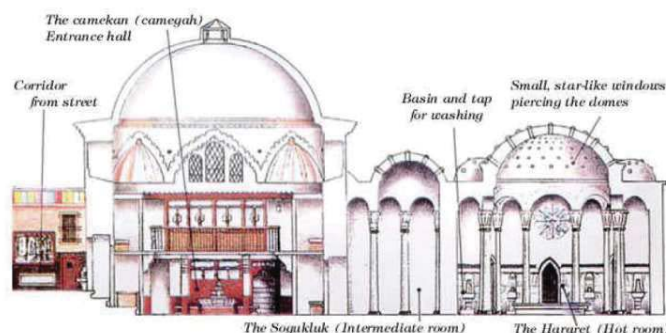 The camekan (camegah)
Entrance hall
Corridor
from street
Basin and tap
for washing
Small, star-like windows
piercing the domes
The Sogukluk (Intermediate room)
The Hararet (Hot room